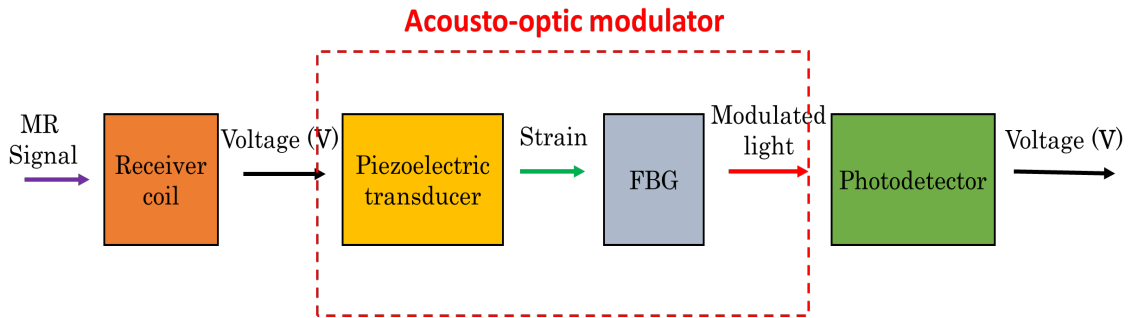 Acousto-optic modulator
MR
Signal
Receiver
coil
Voltage (V)
Piezoelectric
transducer
Strain
FBG
Modulated
light
Photodetector
Voltage (V)